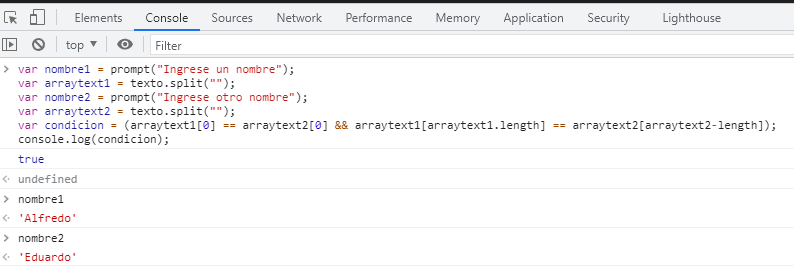 Elements Console Sources Network Performance Memory Application Security Lighthouse
top ▼ Filter
> var nombre1 = prompt("Ingrese un nombre");
var arraytext1 = texto.split("");
var nombre2 = prompt("Ingrese otro nombre");
var arraytext2 = texto.split("");
var condicion = (arraytext1[0] == arraytext2[0] && arraytext1[arraytext1.length] == arraytext2[arraytext2-length]);
console.log(condicion);
true
undefined
> nombre1
'Alfredo'
> nombre2
'Eduardo'